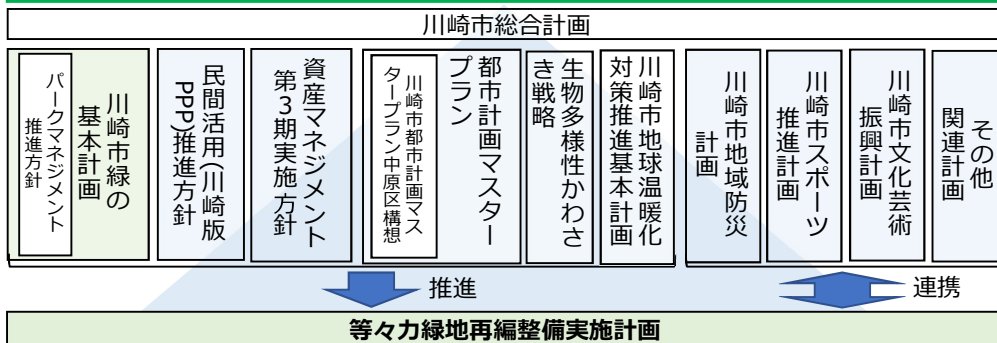 川崎市総合計画
川崎市緑の
基本計画
パークマネジメント
推進方針
民間活用(川崎版
PPP)推進方針
資産マネジメント
第3期実施方針
都市計画マスター
プラン
川崎市都市計画マス
タープラン中原区構想
生物多様性かわさ
き戦略
川崎市地球温暖化
対策推進基本計画
川崎市地域防災
計画
川崎市スポーツ
推進計画
川崎市文化芸術
振興計画
その他
関連計画
推進
連携
等々力緑地再編整備実施計画